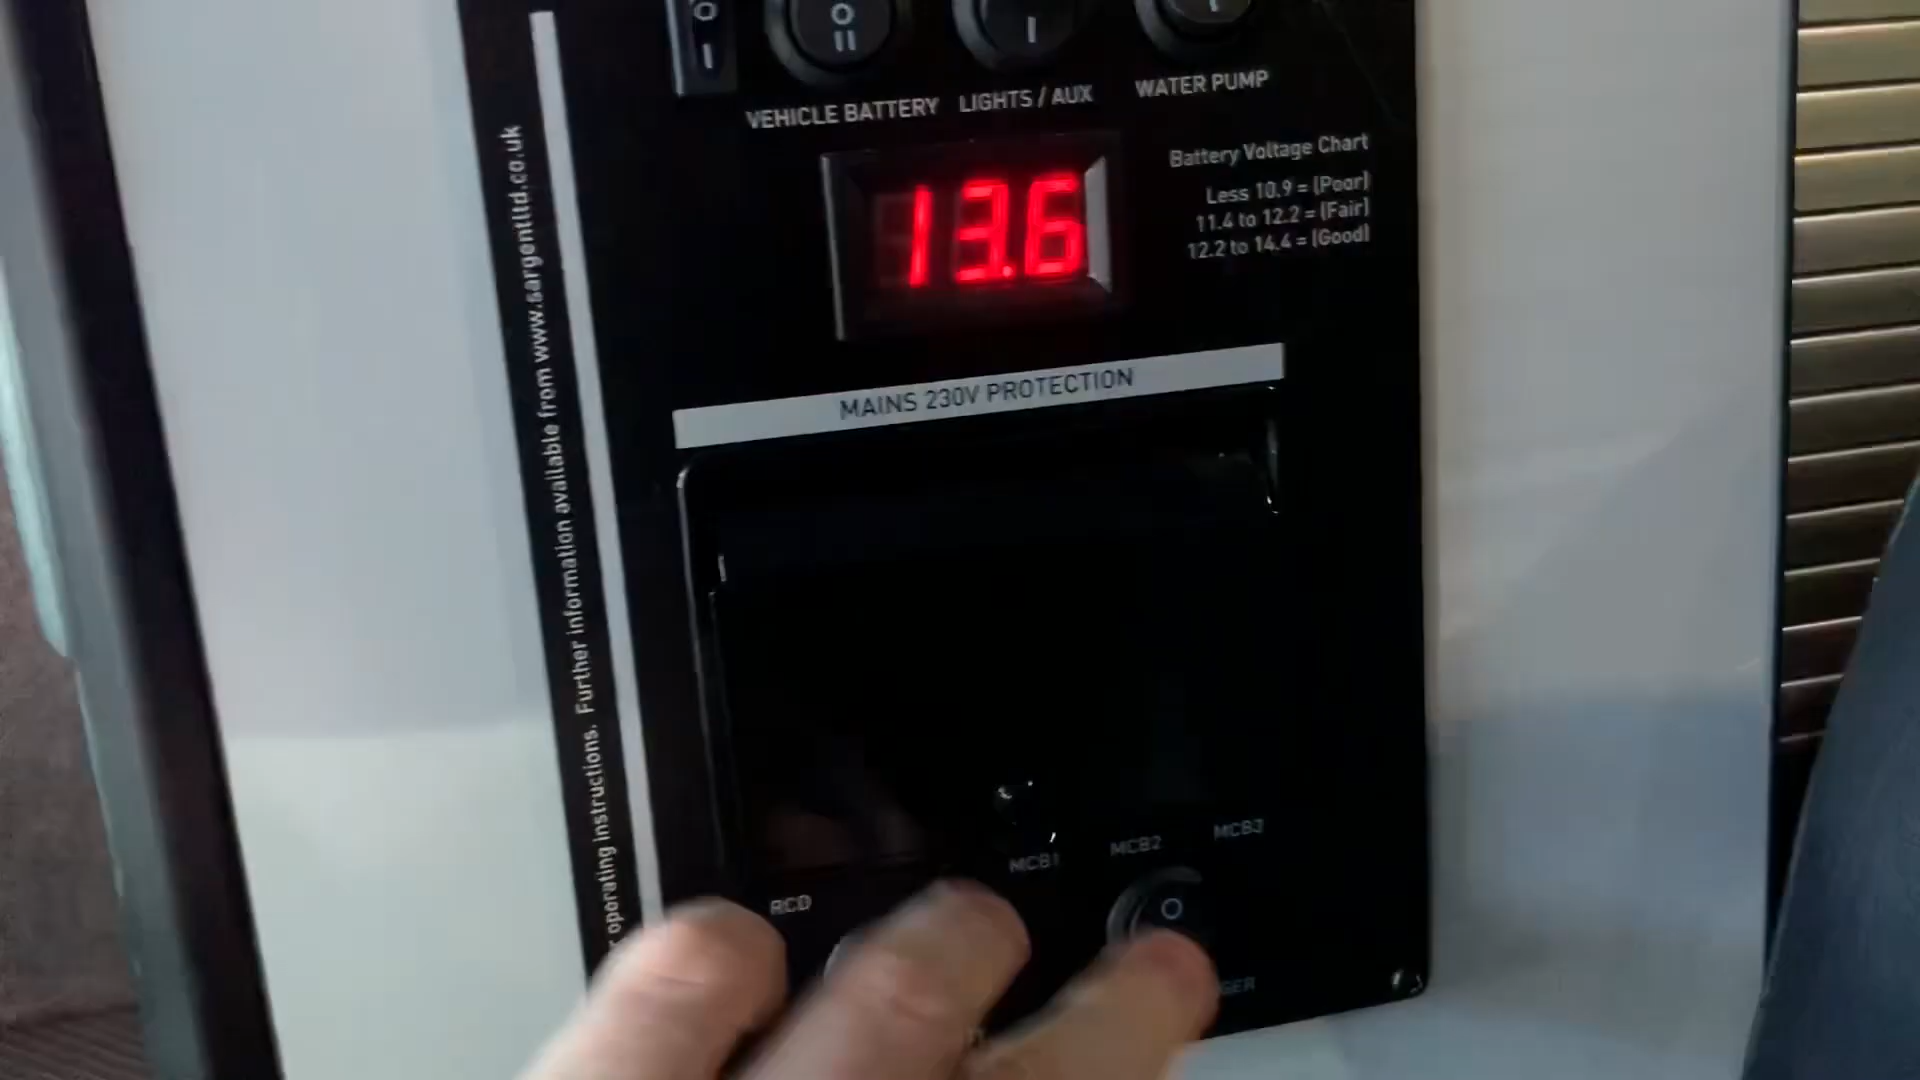 VEHICLE BATTERY
LIGHTS / AUX
WATER PUMP
13.6
Battery Voltage Chart
Less 10.9 = (Poor)
11.4 to 12.2 = (Fair)
12.2 to 14.4 = (Good)
MAINS 230V PROTECTION
operating instructions. Further information available from www.sargentltd.co.uk
RCD
MCB1
MCB2
MCB3